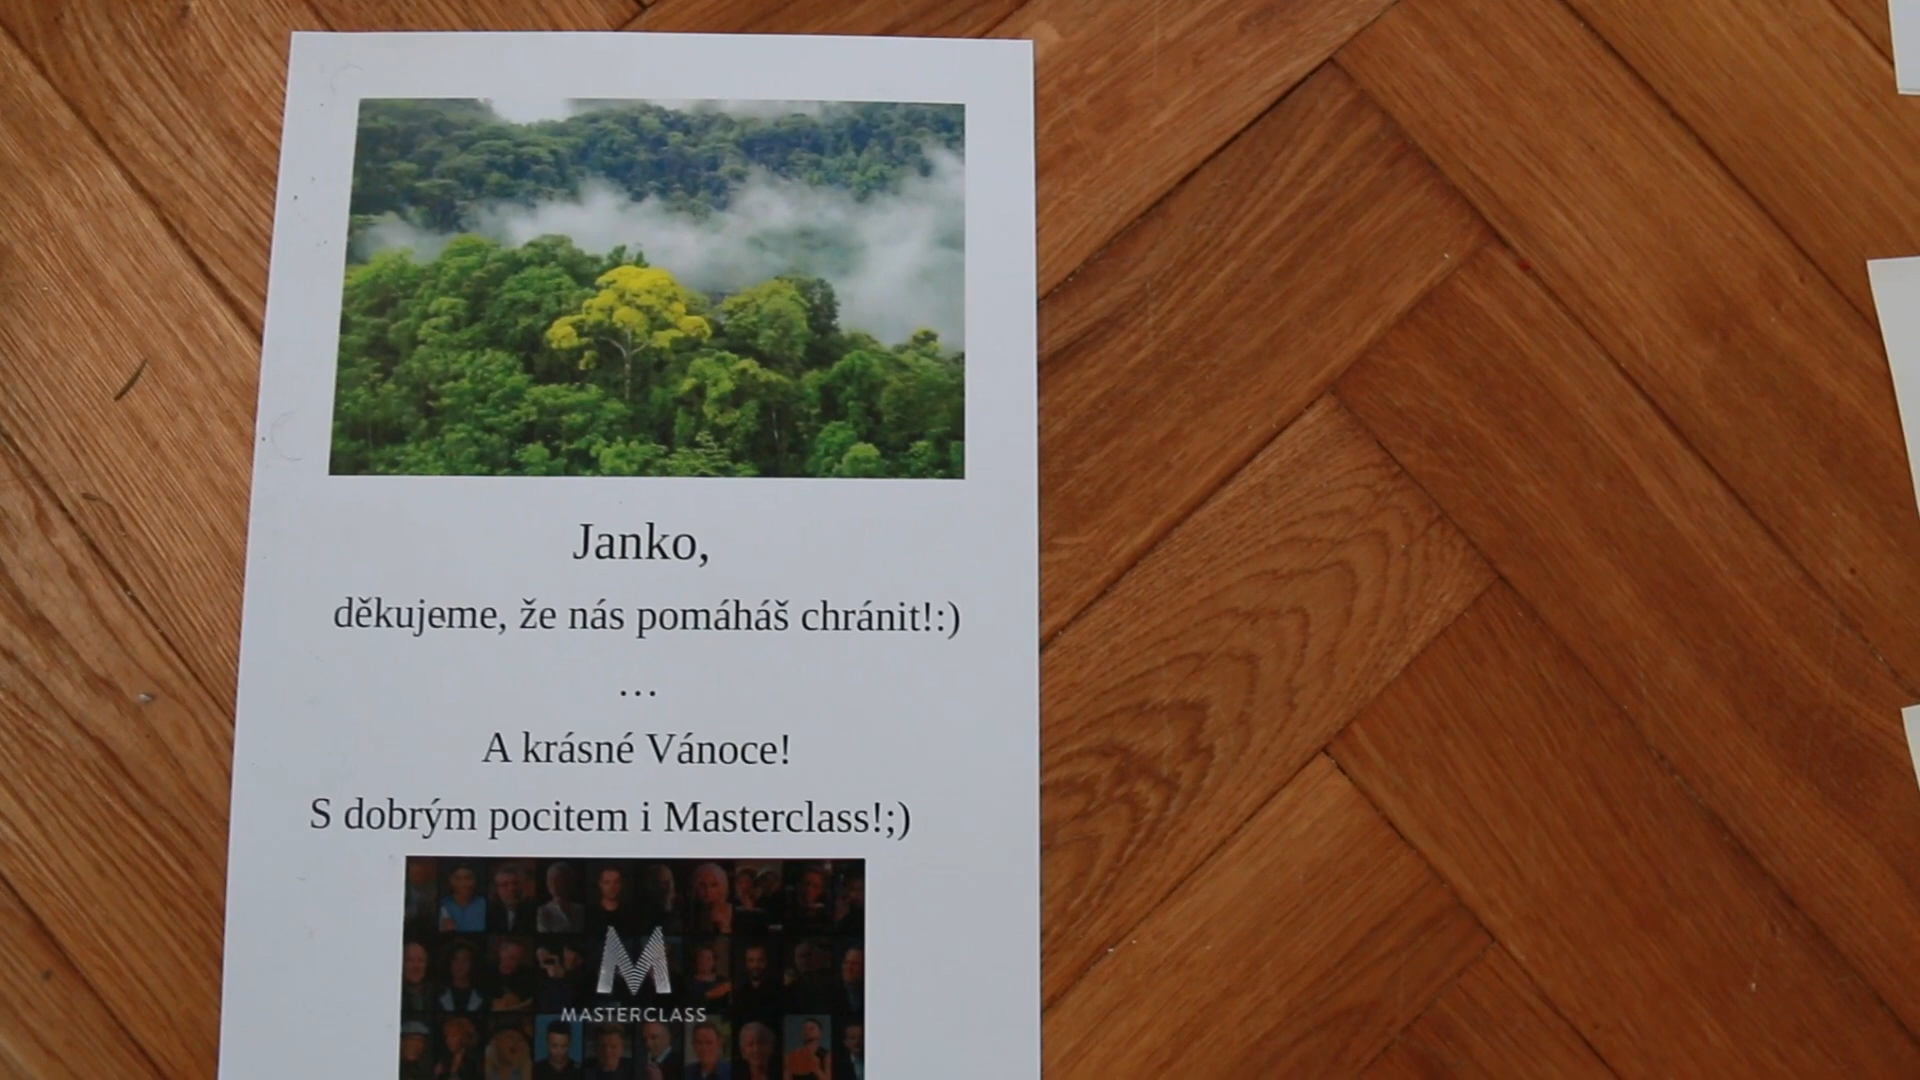 Janko,
děkujeme, že nás pomáháš chránit!:)
…
A krásné Vánoce!
S dobrým pocitem i Masterclass!;)
M
MASTERCLASS